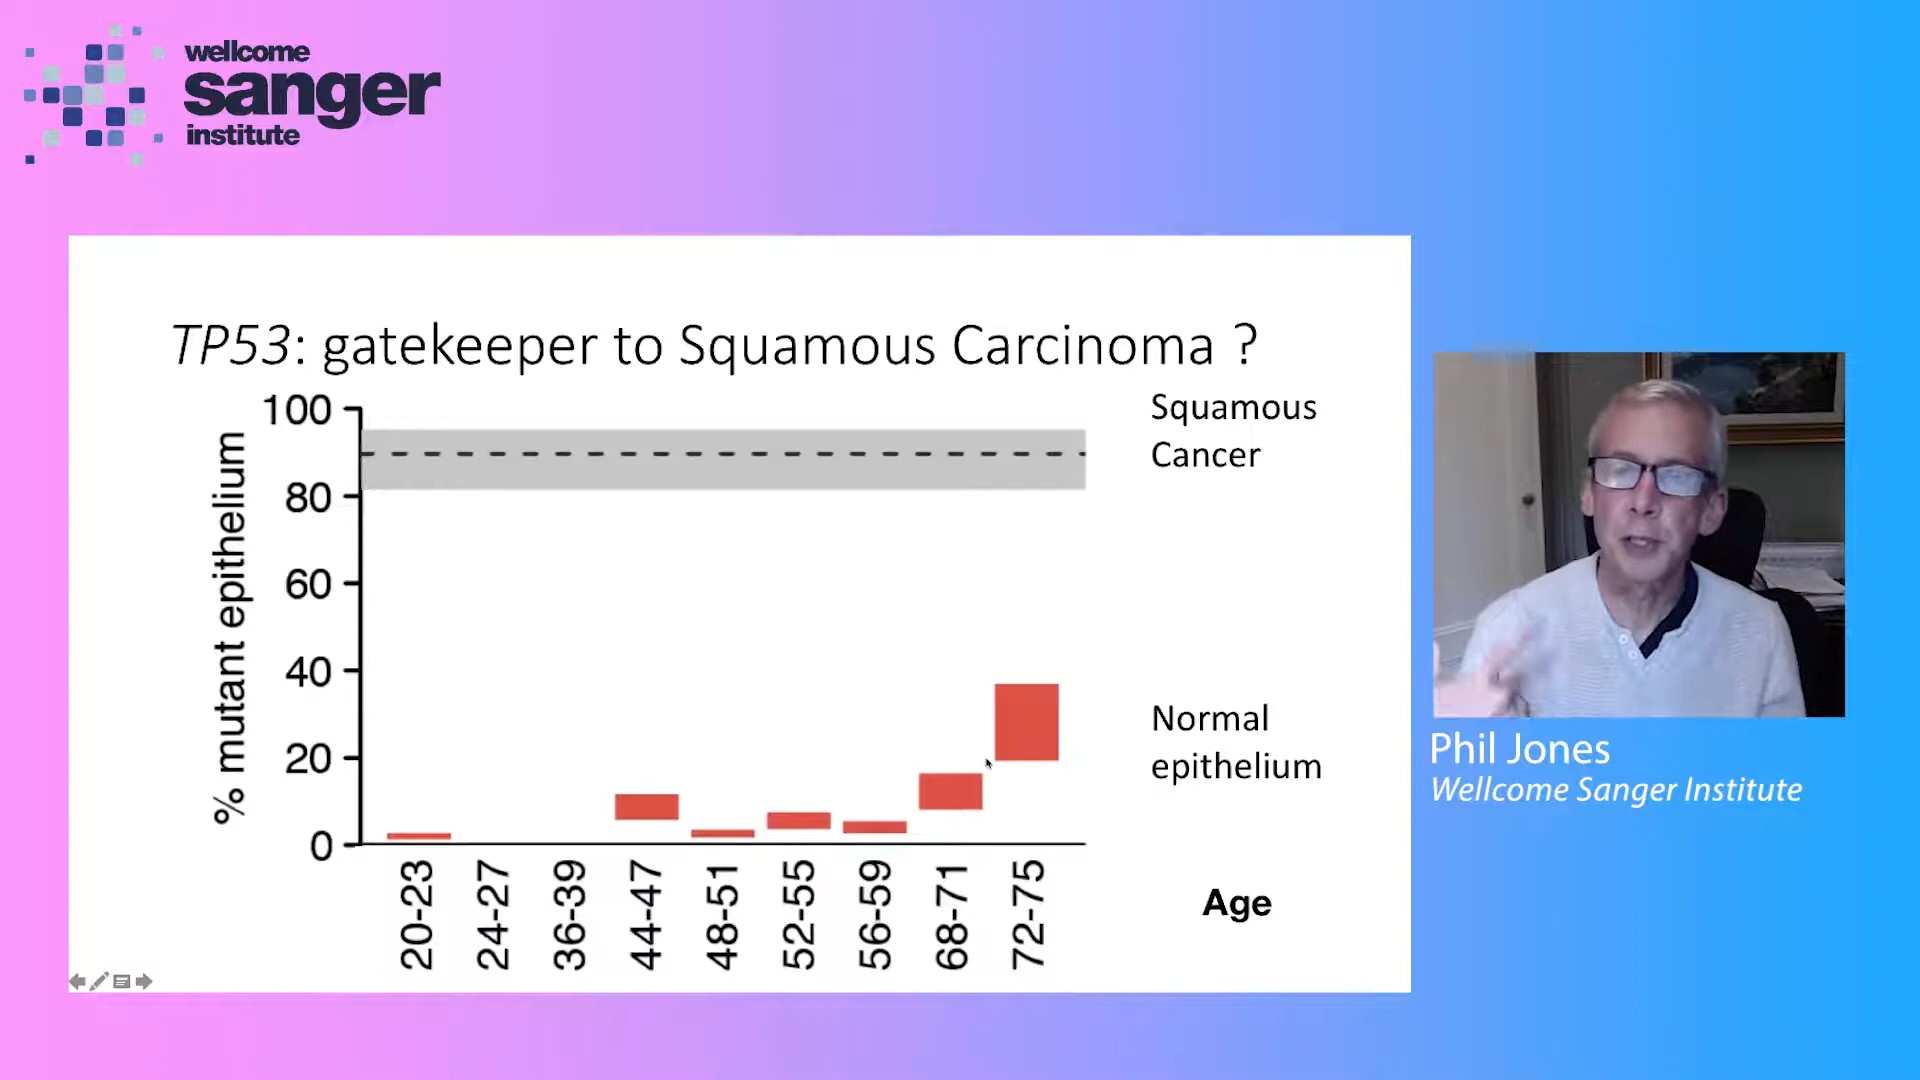 wellcome
sanger
institute
TP53: gatekeeper to Squamous Carcinoma ?
% mutant epithelium
100
80
60
40
20
0
Squamous
Cancer
Normal
epithelium
20-23
24-27
36-39
44-47
48-51
52-55
56-59
68-71
72-75
Age
Phil Jones
Wellcome Sanger Institute